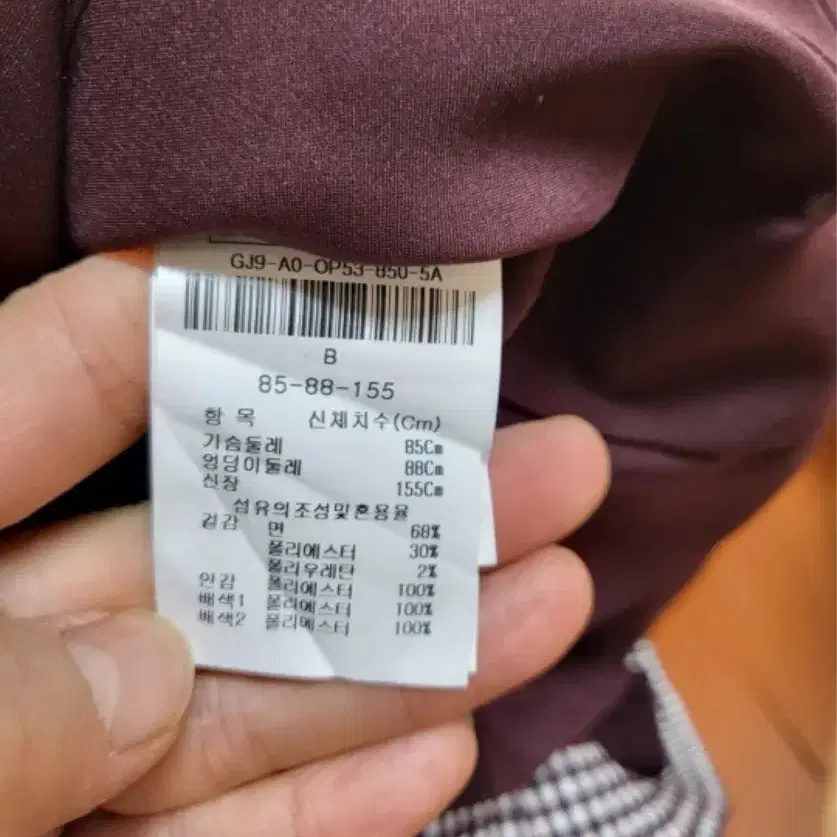 GJ9-A0-OP53-850-5A
B
85-88-155
항 목 신체치수(Cm)
가슴둘레 85Cm
엉덩이둘레 88Cm
신장 155Cm
섬유의조성및혼용율
겉감 면 68%
폴리에스터 30%
폴리우레탄 2%
안감 폴리에스터 100%
배색1 폴리에스터 100%
배색2 폴리에스터 100%